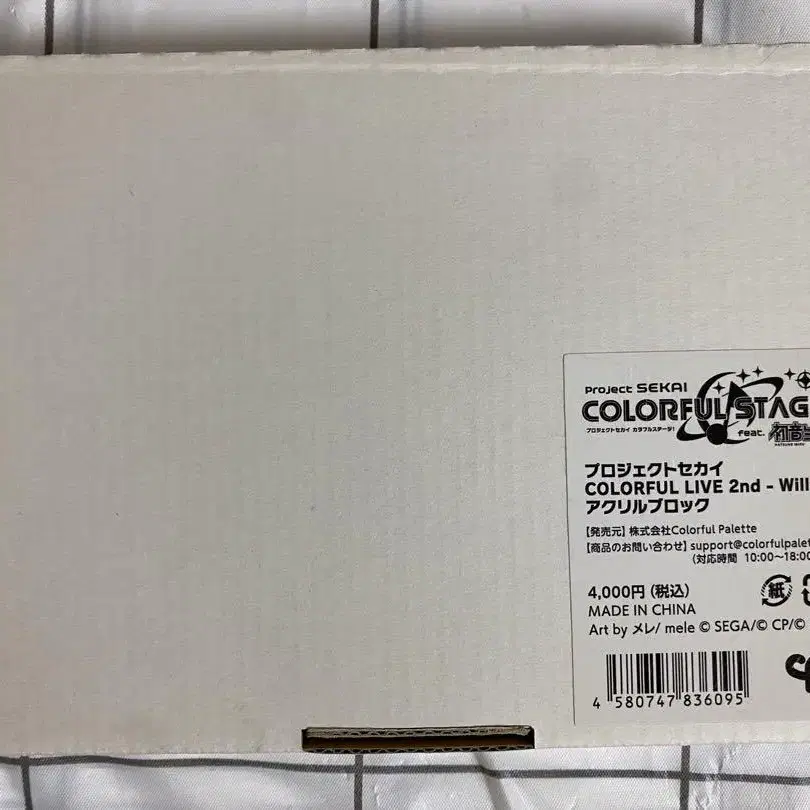 Project SEKAI
COLORFUL STAG
プロジェクトセカイ カラフルステージ!
feat. 初音
HATSUNE MIKU
プロジェクトセカイ
COLORFUL LIVE 2nd - Will
アクリルブロック
【発売元】株式会社Colorful Palette
【商品のお問い合わせ】support@colorfulpalet
(対応時間 10:00~18:00
4,000円(税込)
紙
MADE IN CHINA
Art by メレ/ mele © SEGA/© CP/©
4 580747 836095